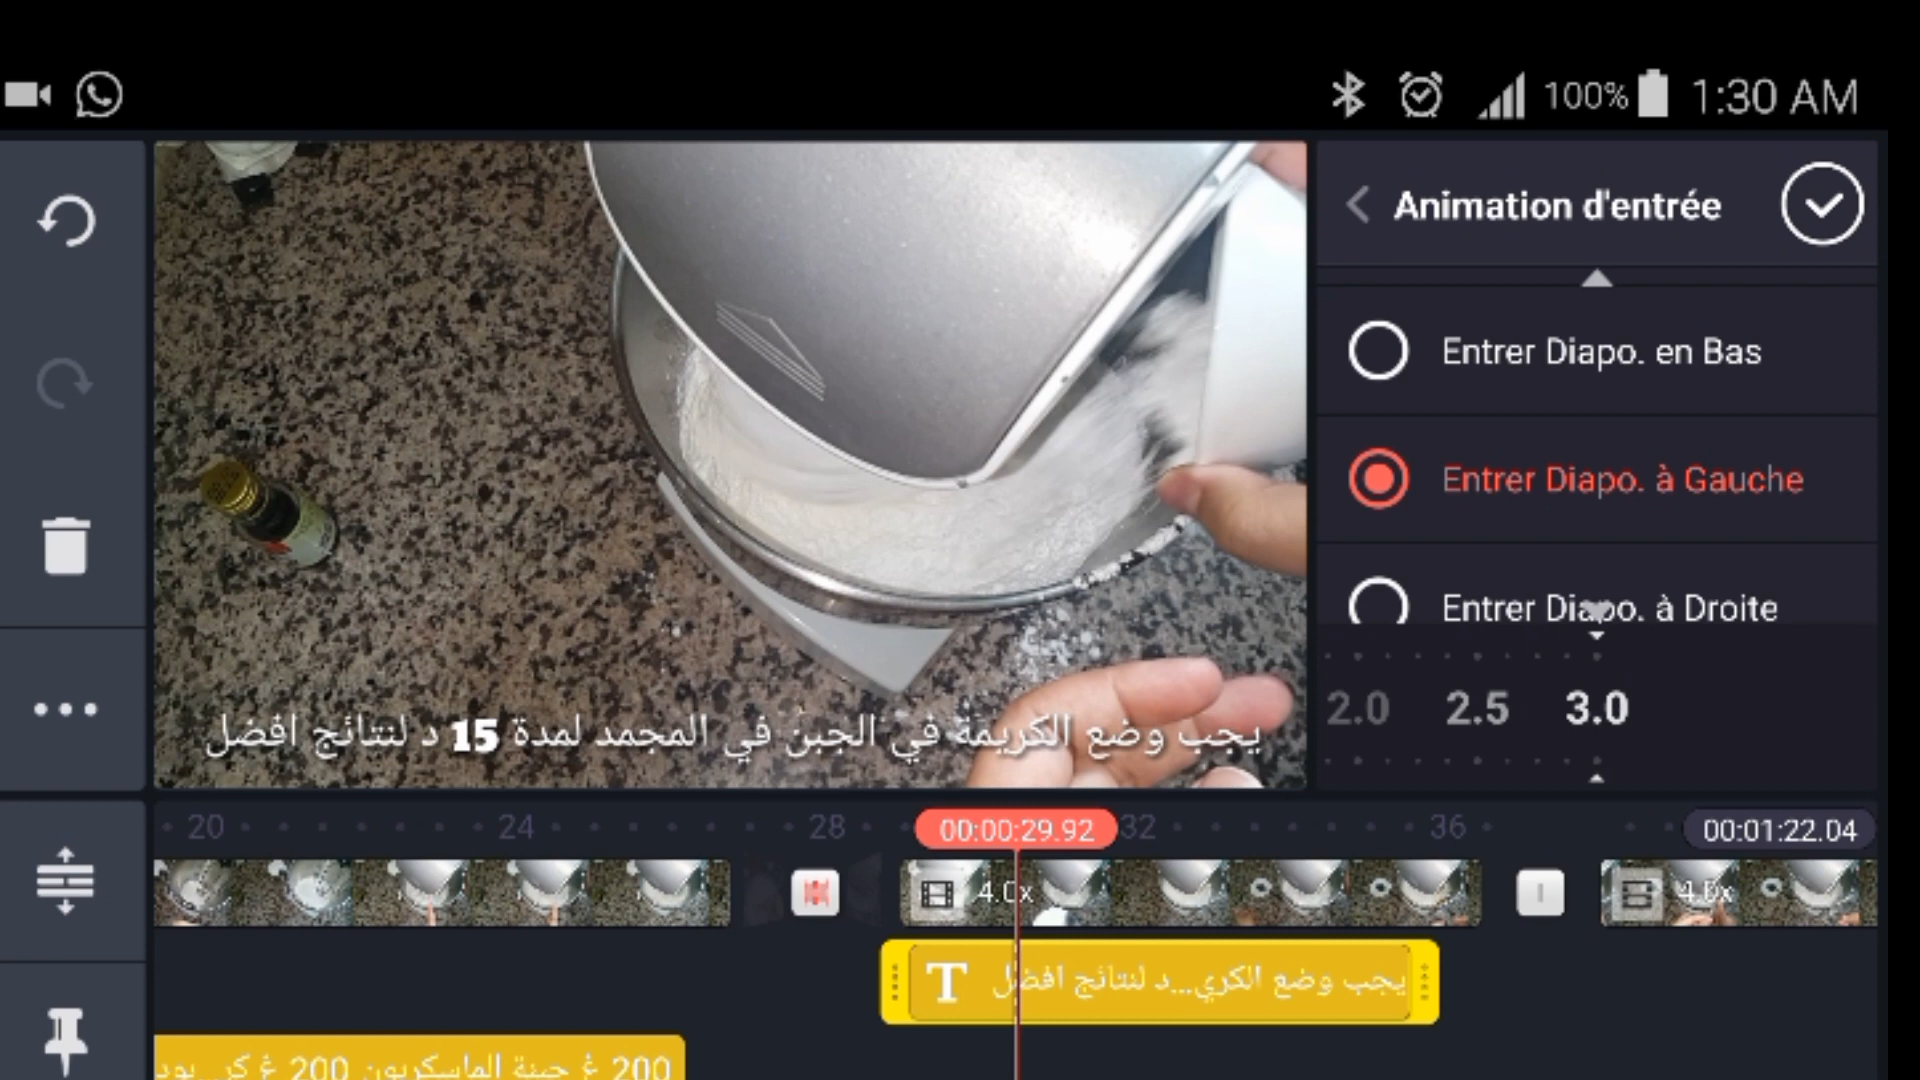 100% 1:30 AM
Animation d'entrée
Entrer Diapo. en Bas
Entrer Diapo. à Gauche
Entrer Diapo. à Droite
2.0 2.5 3.0
يجب وضع الكريمة في الجبن في المجمد لمدة 15 د لنتائج افضل
20 24 28 00:00:29.92 32 36 00:01:22.04
4.0x 4.0x
T يجب وضع الكري...د لنتائج افضل
200 غ جبنة الماسكربون 200 غ كر...بود